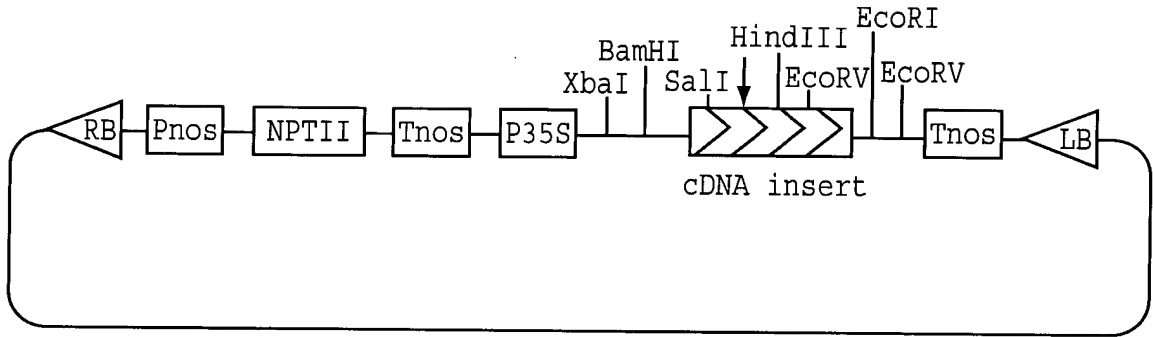 EcoRI
HindIII
BamHI
EcoRV
EcoRV
XbaI
SalI
RB
Pnos
NPTII
Tnos
P35S
Tnos
LB
cDNA insert